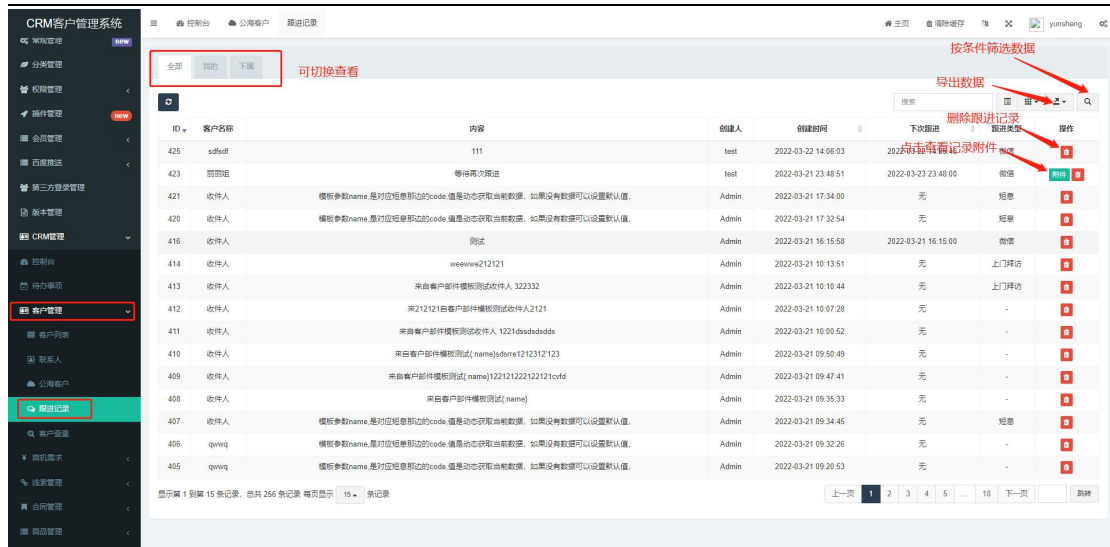 CRM客户管理系统
控制台
公海客户
跟进记录
主页
清除缓存
yunsheng
常规管理
new
分类管理
权限管理
插件管理
new
会员管理
百度推送
第三方登录管理
版本管理
CRM管理
控制台
待办事项
客户管理
客户列表
联系人
公海客户
跟进记录
客户查重
商机需求
线索管理
合同管理
商品管理
全部 我的 下属
可切换查看
按条件筛选数据
导出数据
删除跟进记录
点击查看记录附件
搜索
ID 客户名称 内容 创建人 创建时间 下次跟进 跟进类型 操作
425 sdfsdf 111 test 2022-03-22 14:06:03 微信
423 丽丽姐 等待再次跟进 test 2022-03-21 23:48:51 2022-03-23 23:48:00 微信 附件
421 收件人 模板参数name,是对应短息那边的code,值是动态获取当前数据，如果没有数据可以设置默认值。 Admin 2022-03-21 17:34:00 无 短息
420 收件人 模板参数name,是对应短息那边的code,值是动态获取当前数据，如果没有数据可以设置默认值。 Admin 2022-03-21 17:32:54 无 短息
416 收件人 测试 Admin 2022-03-21 16:15:58 2022-03-21 16:15:00 微信
414 收件人 weewwe212121 Admin 2022-03-21 10:13:51 无 上门拜访
413 收件人 来自客户邮件模板测试收件人 322332 Admin 2022-03-21 10:10:44 无 上门拜访
412 收件人 来212121自客户邮件模板测试收件人2121 Admin 2022-03-21 10:07:28 无 -
411 收件人 来自客户邮件模板测试收件人 1221dssdsdsdds Admin 2022-03-21 10:00:52 无 -
410 收件人 来自客户邮件模板测试{:name}sdsrre1212312'123 Admin 2022-03-21 09:50:49 无 -
409 收件人 来自客户邮件模板测试{:name}122121222122121cvfd Admin 2022-03-21 09:47:41 无 -
408 收件人 来自客户邮件模板测试{:name} Admin 2022-03-21 09:35:33 无 -
407 收件人 模板参数name,是对应短息那边的code,值是动态获取当前数据，如果没有数据可以设置默认值。 Admin 2022-03-21 09:34:45 无 短息
406 qwwq 模板参数name,是对应短息那边的code,值是动态获取当前数据，如果没有数据可以设置默认值。 Admin 2022-03-21 09:32:26 无 -
405 qwwq 模板参数name,是对应短息那边的code,值是动态获取当前数据，如果没有数据可以设置默认值。 Admin 2022-03-21 09:20:53 无 -
显示第 1 到第 15 条记录，总共 256 条记录 每页显示 15 条记录
上一页 1 2 3 4 5 ... 18 下一页 跳转